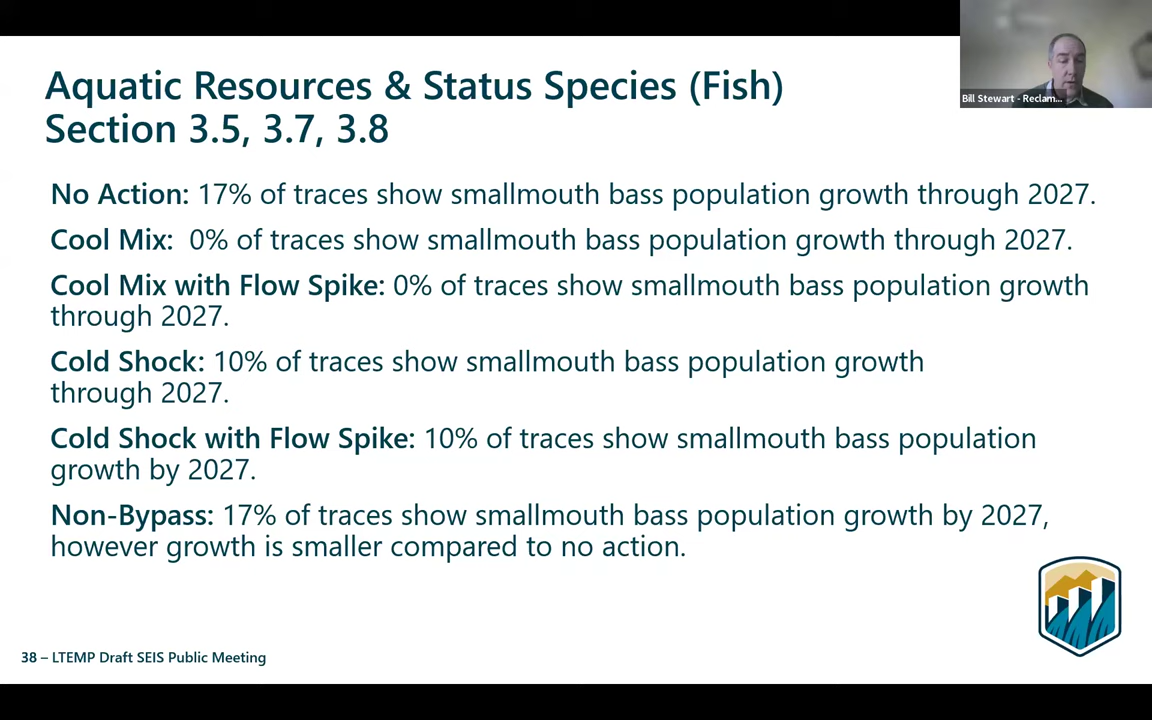 Aquatic Resources & Status Species (Fish)
Section 3.5, 3.7, 3.8
Bill Stewart - Reclam...
No Action: 17% of traces show smallmouth bass population growth through 2027.
Cool Mix:  0% of traces show smallmouth bass population growth through 2027.
Cool Mix with Flow Spike: 0% of traces show smallmouth bass population growth
through 2027.
Cold Shock: 10% of traces show smallmouth bass population growth
through 2027.
Cold Shock with Flow Spike: 10% of traces show smallmouth bass population
growth by 2027.
Non-Bypass: 17% of traces show smallmouth bass population growth by 2027,
however growth is smaller compared to no action.
38 – LTEMP Draft SEIS Public Meeting